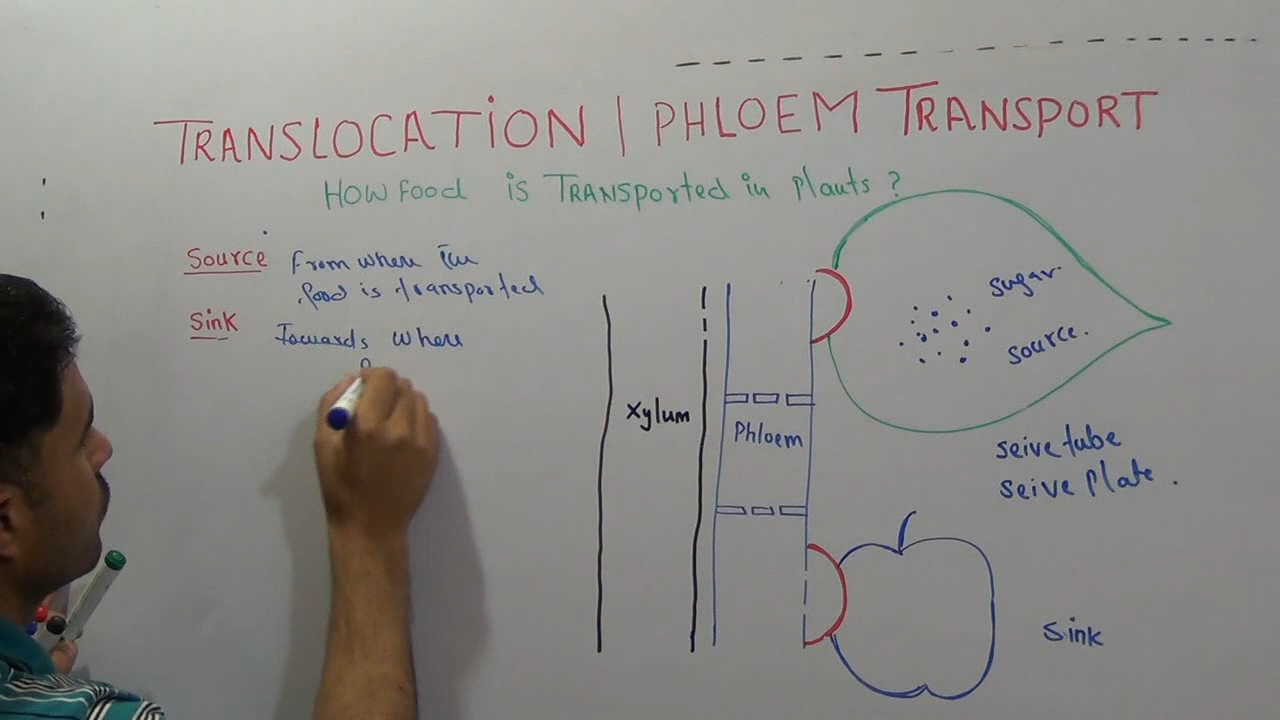 TRANSLOCATION | PHLOEM TRANSPORT
HOW FOOD is TRANSPorted in plants ?
Source From where the
food is transported
Sink Towards where
sugar
source.
Xylum
Phloem
seive tube
seive plate.
Sink